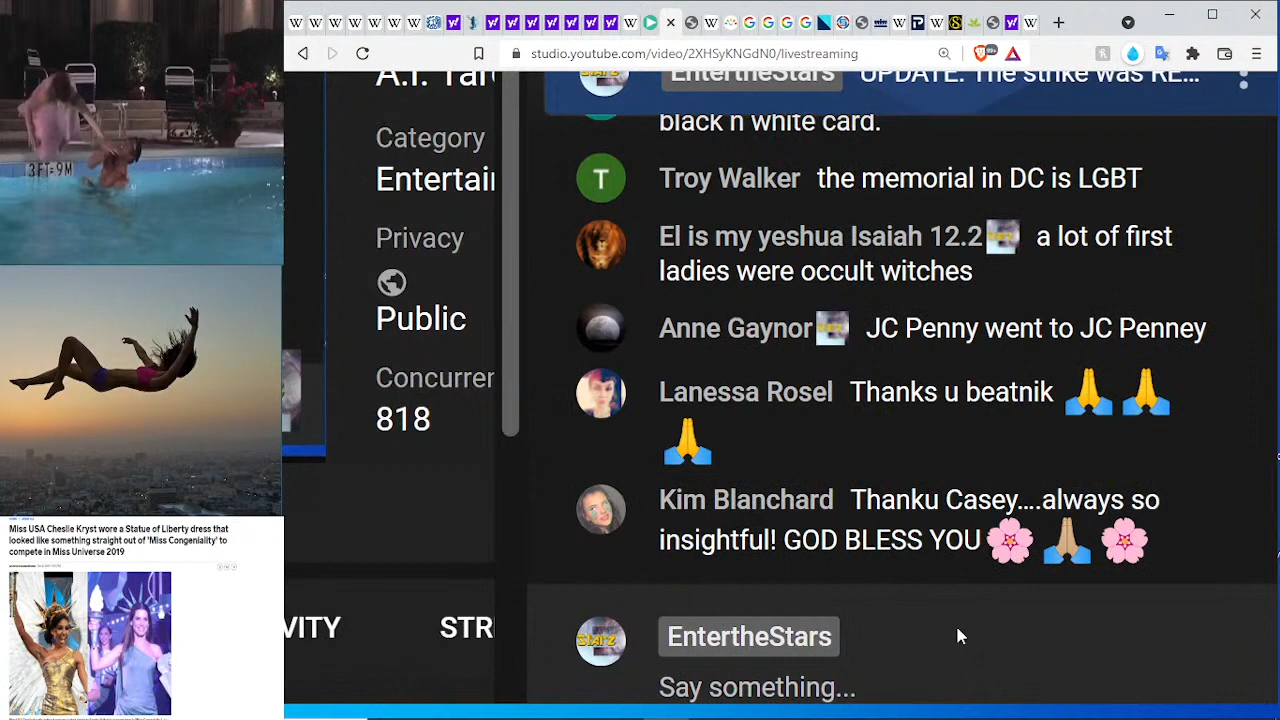 studio.youtube.com/video/2XHSyKNGdN0/livestreaming
99+
3FT-9M
Miss USA Cheslie Kryst wore a Statue of Liberty dress that
looked like something straight out of 'Miss Congeniality' to
compete in Miss Universe 2019
Category
Entertai
Privacy
Public
Concurrer
818
VITY STR
EntertheStars UPDATE: The strike was RE...
black n white card.
T
Troy Walker the memorial in DC is LGBT
El is my yeshua Isaiah 12.2 a lot of first
ladies were occult witches
Anne Gaynor JC Penny went to JC Penney
Lanessa Rosel Thanks u beatnik 🙏 🙏
🙏
Kim Blanchard Thanku Casey....always so
insightful! GOD BLESS YOU🌸🙏🏽🌸
EntertheStars
Say something...